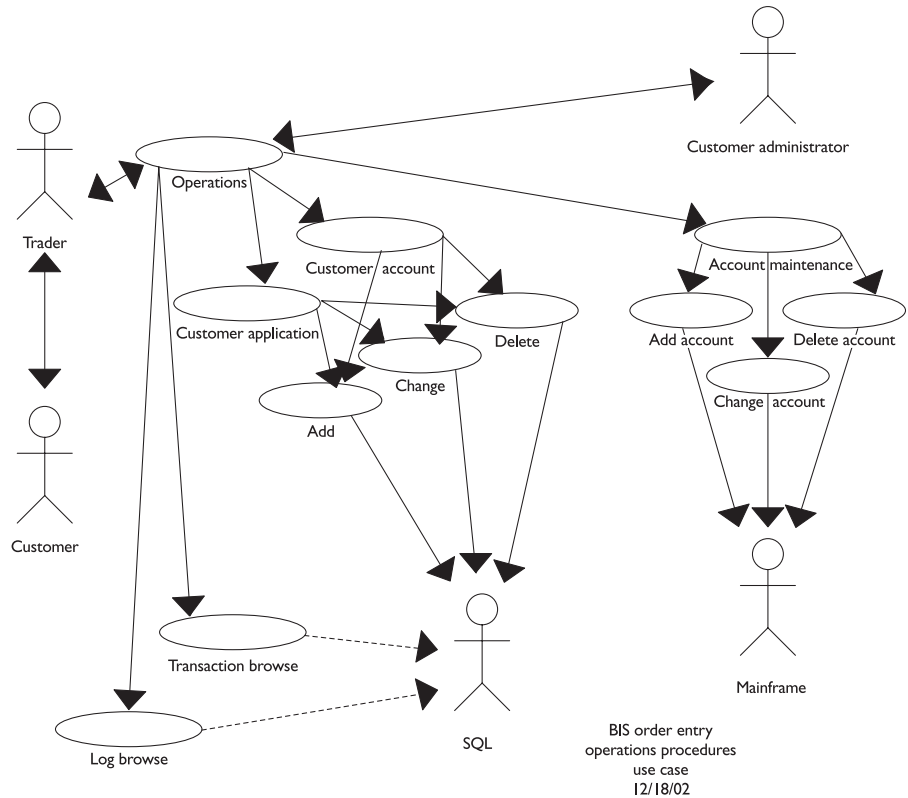 Customer administrator
Operations
Trader
Customer account
Account maintenance
Customer application
Delete
Add account
Delete account
Change
Change account
Add
Customer
Transaction browse
Mainframe
SQL
Log browse
BIS order entry
operations procedures
use case
12/18/02